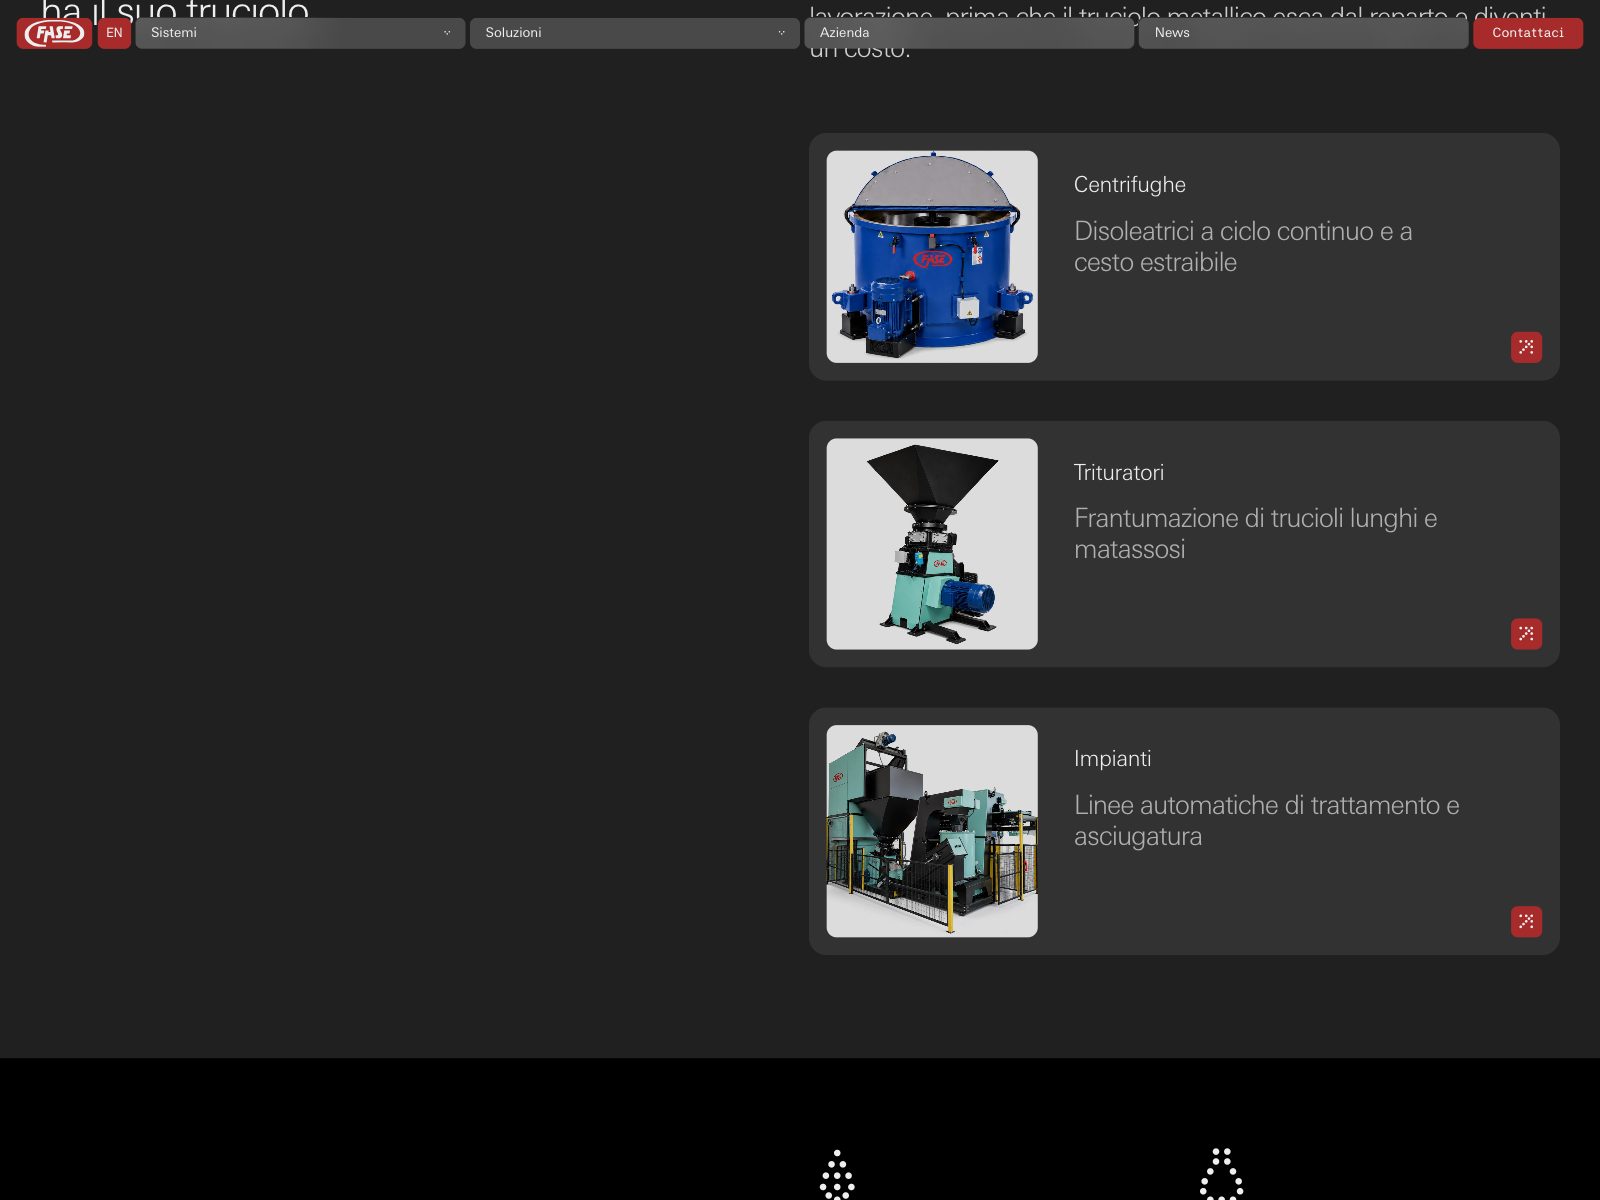 ha il suo truciolo
lavorazione, prima che il truciolo metallico esca dal reparto e diventi
un costo.
FASE
EN
Sistemi
Soluzioni
Azienda
News
Contattaci
FASE
Centrifughe
Disoleatrici a ciclo continuo e a
cesto estraibile
FASE
Trituratori
Frantumazione di trucioli lunghi e
matassosi
Impianti
Linee automatiche di trattamento e
asciugatura